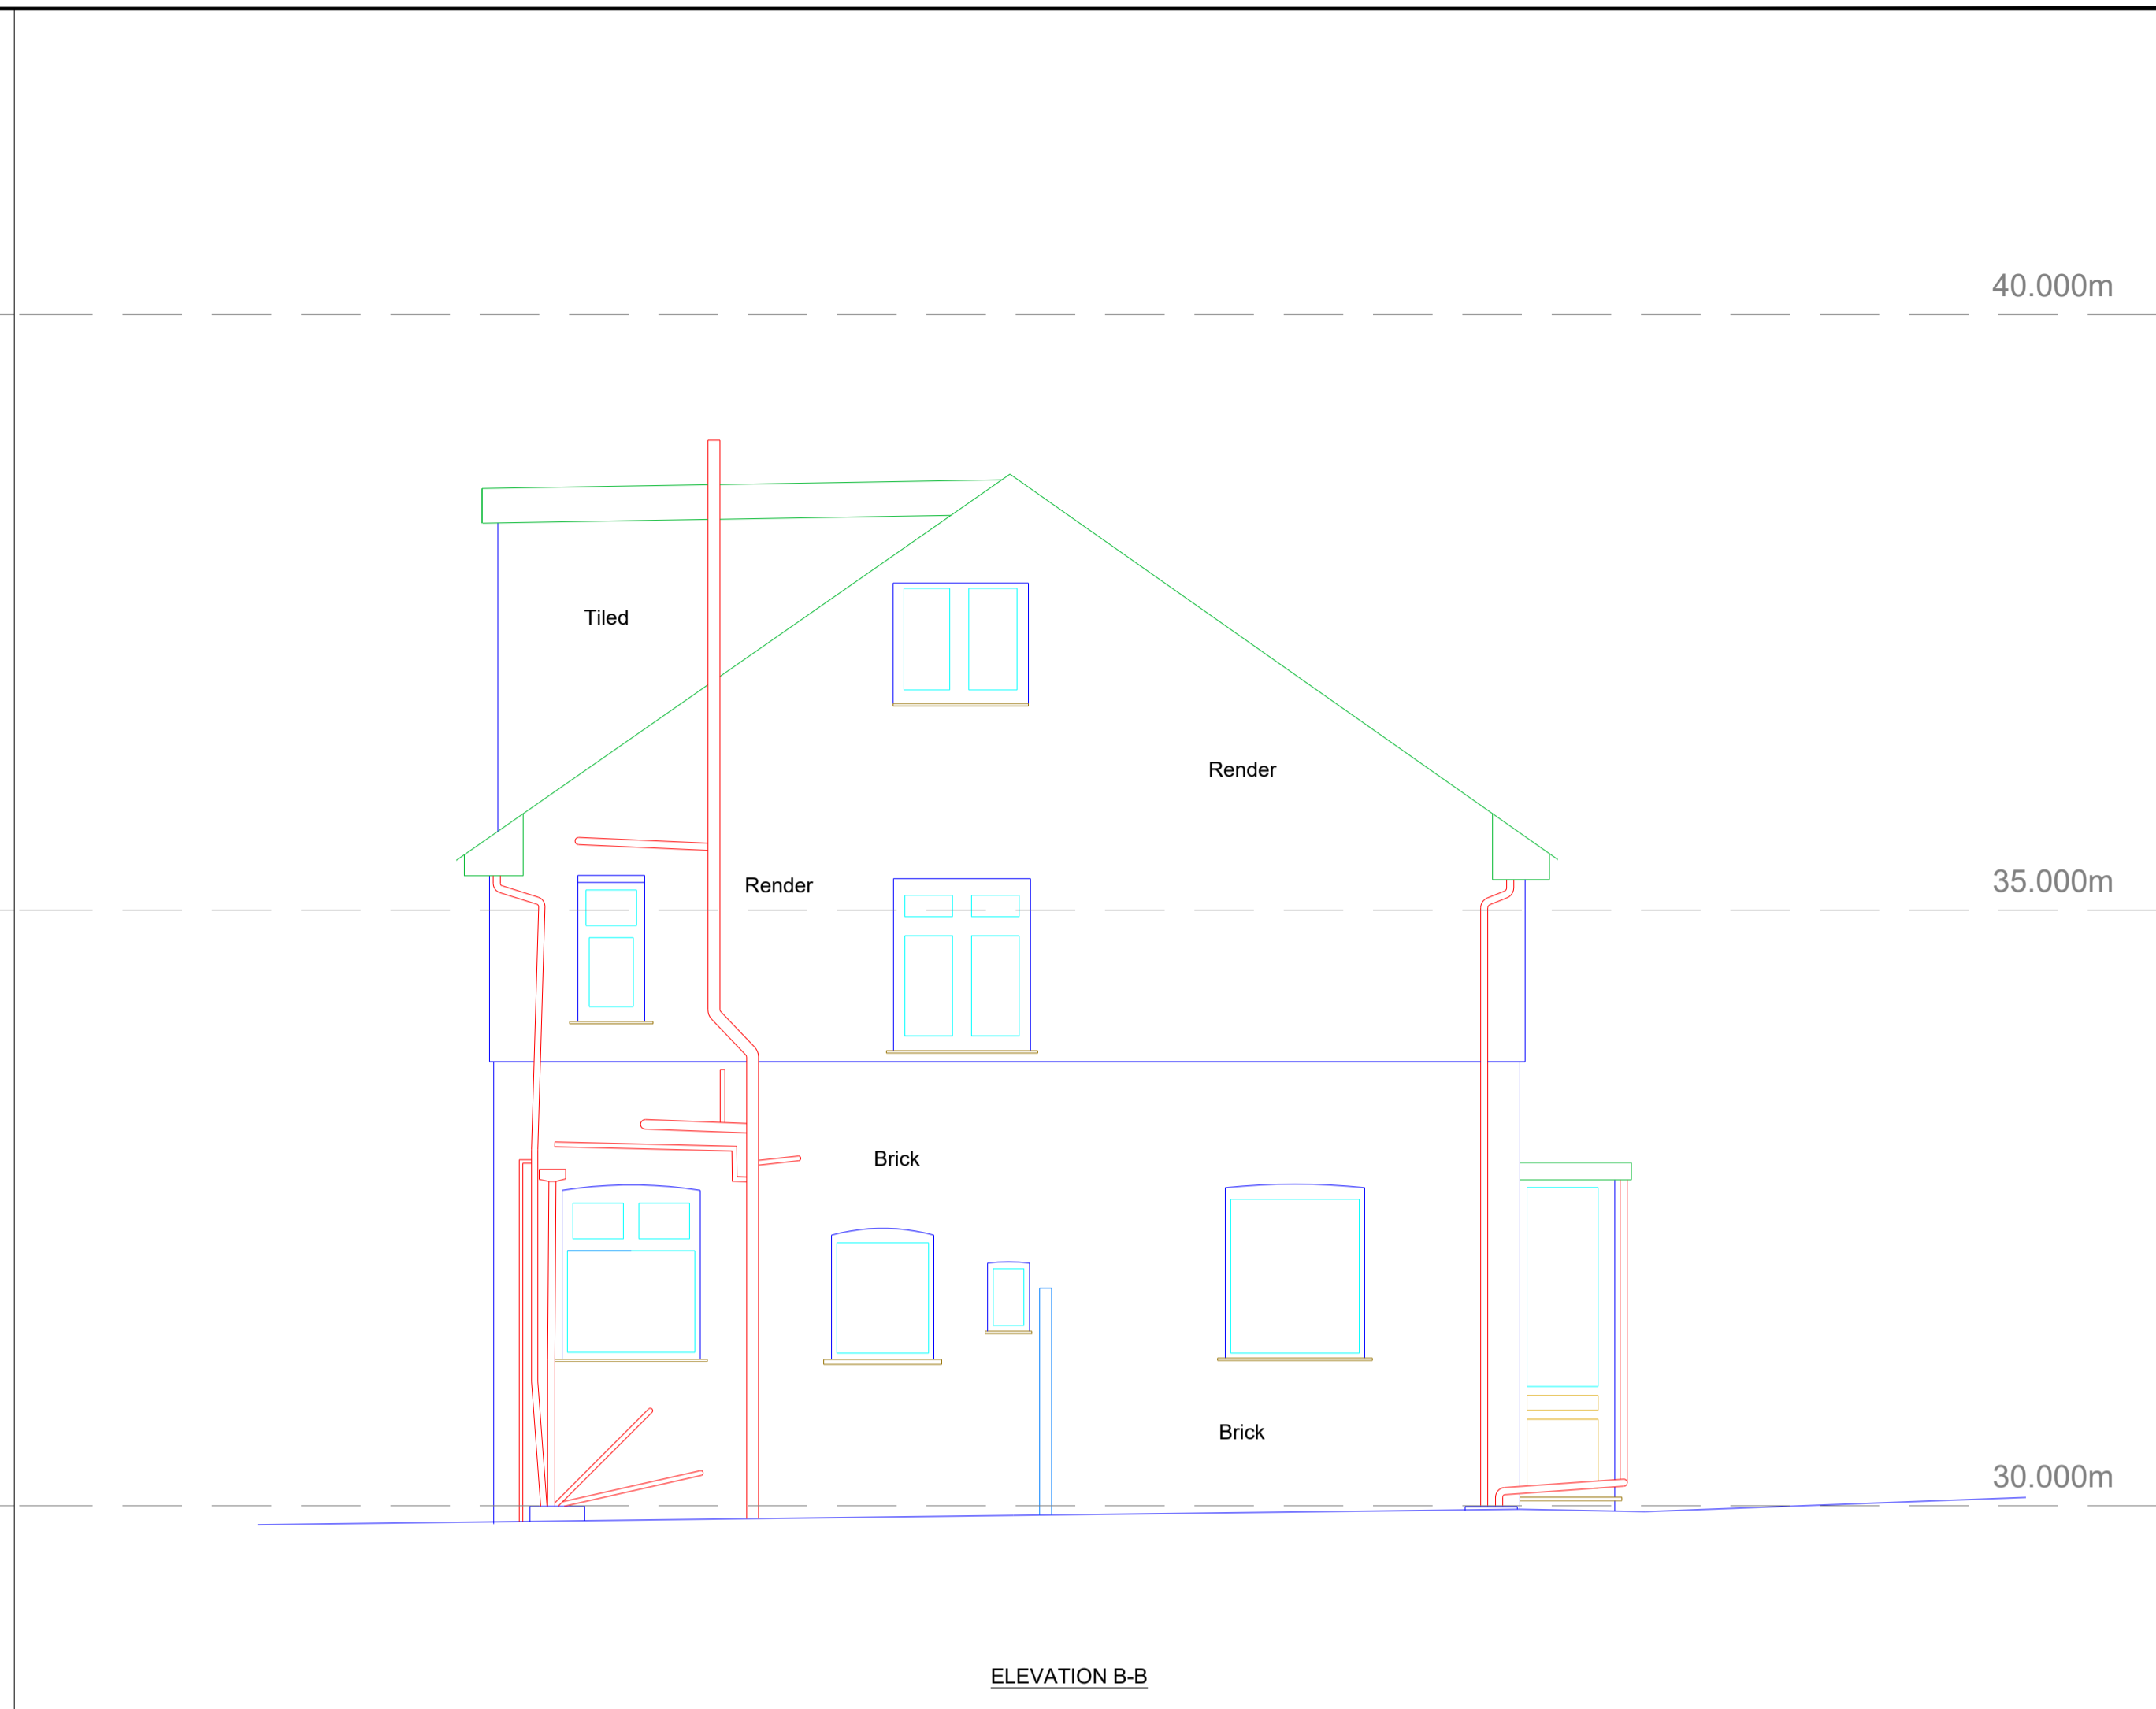 40.000m
Tiled
Render
35.000m
Render
Brick
Brick
30.000m
ELEVATION B-B